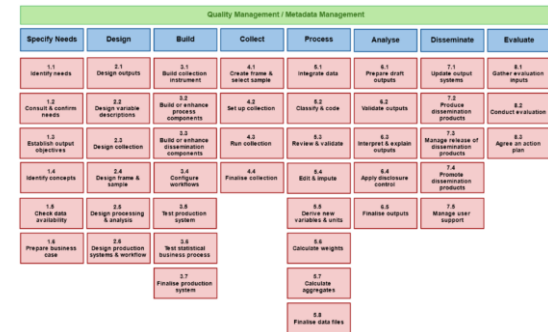 Quality Management / Metadata Management
Specify Needs
Design
Build
Collect
Process
Analyse
Disseminate
Evaluate
1.1
Identify needs
1.2
Consult & confirm
needs
1.3
Establish output
objectives
1.4
Identify concepts
1.5
Check data
availability
1.6
Prepare business
case
2.1
Design outputs
2.2
Design variable
descriptions
2.3
Design collection
2.4
Design frame &
sample
2.5
Design processing
& analysis
2.6
Design production
systems & workflow
3.1
Build collection
instrument
3.2
Build or enhance
process
components
3.3
Build or enhance
dissemination
components
3.4
Configure
workflows
3.5
Test production
system
3.6
Test statistical
business process
3.7
Finalise production
system
4.1
Create frame &
select sample
4.2
Set up collection
4.3
Run collection
4.4
Finalise collection
5.1
Integrate data
5.2
Classify & code
5.3
Review & validate
5.4
Edit & impute
5.5
Derive new
variables & units
5.6
Calculate weights
5.7
Calculate
aggregates
5.8
Finalise data files
6.1
Prepare draft
outputs
6.2
Validate outputs
6.3
Interpret & explain
outputs
6.4
Apply disclosure
control
6.5
Finalise outputs
7.1
Update output
systems
7.2
Produce
dissemination
products
7.3
Manage release of
dissemination
products
7.4
Promote
dissemination
products
7.5
Manage user
support
8.1
Gather evaluation
inputs
8.2
Conduct evaluation
8.3
Agree an action
plan